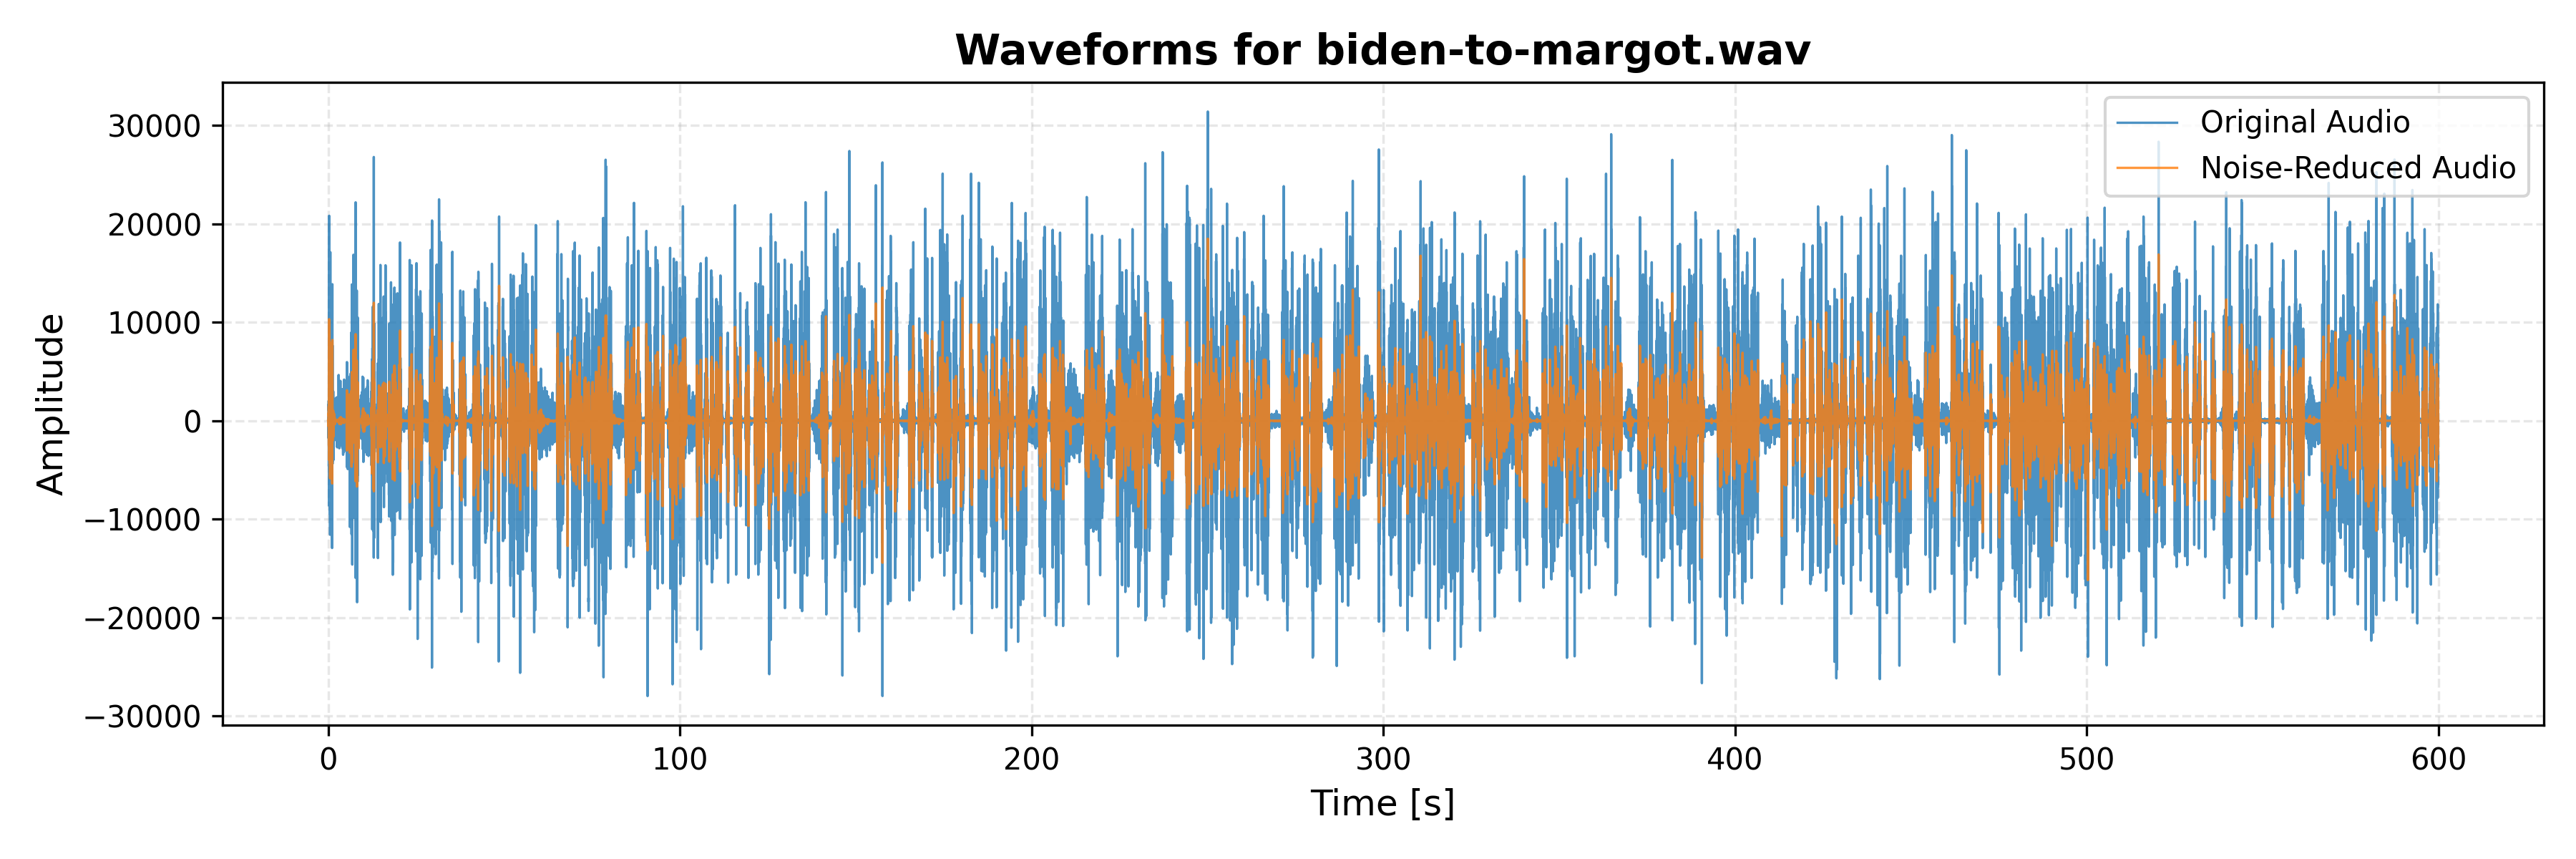 Waveforms for biden-to-margot.wav
30000
20000
10000
0
−10000
−20000
−30000
Amplitude
Original Audio
Noise-Reduced Audio
0 100 200 300 400 500 600
Time [s]